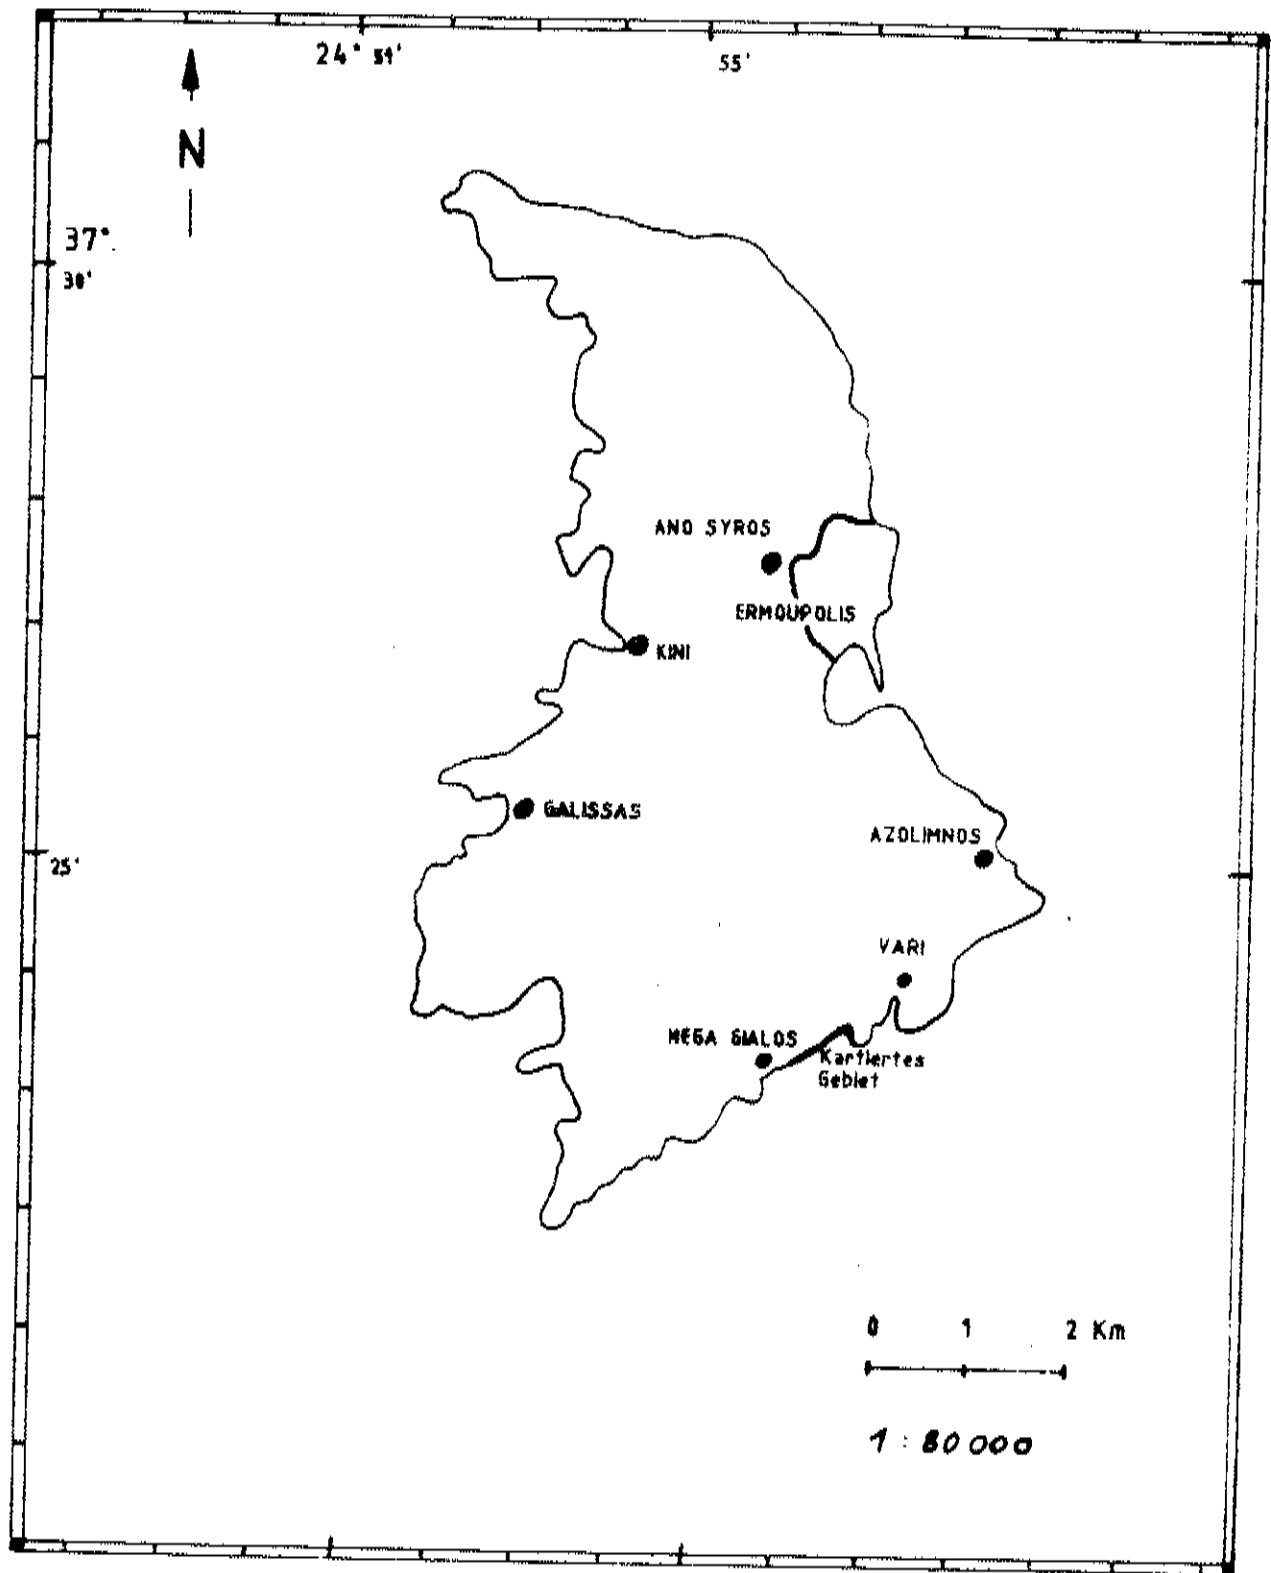 24° 51'
55'
N
37°
30'
ANO SYROS
ERMOUPOLIS
KINI
GALISSAS
AZOLIMNOS
25'
VARI
MEGA GIALOS
Kartiertes
Gebiet
0 1 2 Km
1 : 80 000